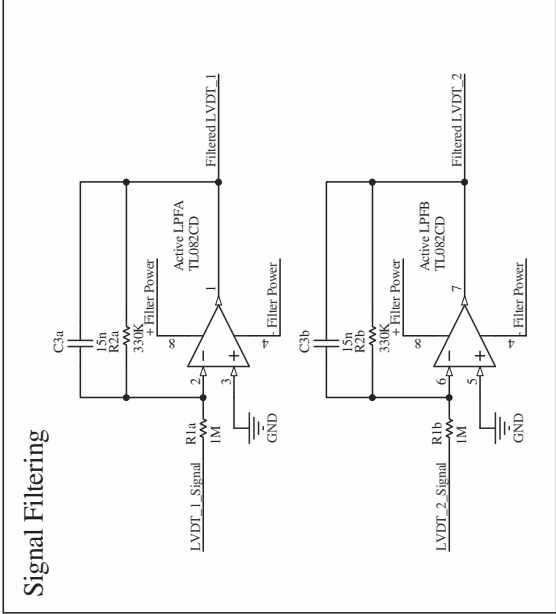 Signal Filtering
C3a
15n
R2a
330K
+ Filter Power
Active LPFA
TL082CD
8
2
3
1
4
- Filter Power
R1a
1M
GND
LVDT_1_Signal
Filtered LVDT_1
C3b
15n
R2b
330K
+ Filter Power
Active LPFB
TL082CD
8
6
5
7
4
- Filter Power
R1b
1M
GND
LVDT_2_Signal
Filtered LVDT_2